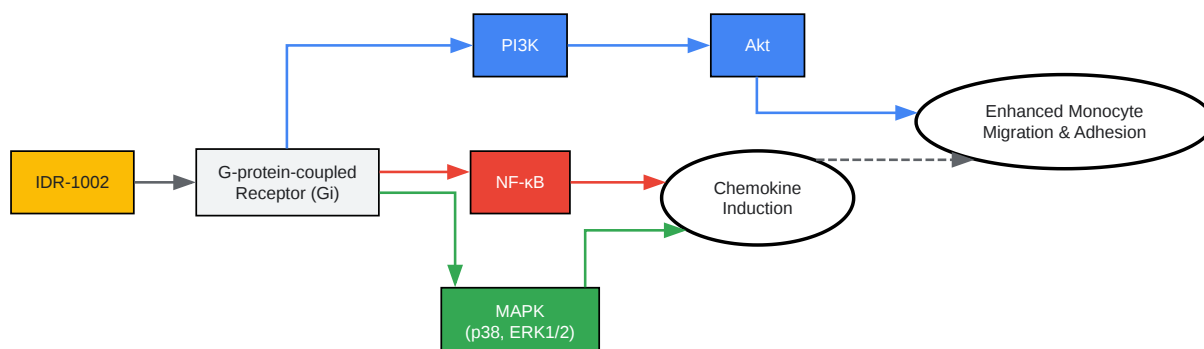 PI3K
Akt
Enhanced Monocyte
Migration & Adhesion
IDR-1002
G-protein-coupled
Receptor (Gi)
NF-κB
Chemokine
Induction
MAPK
(p38, ERK1/2)